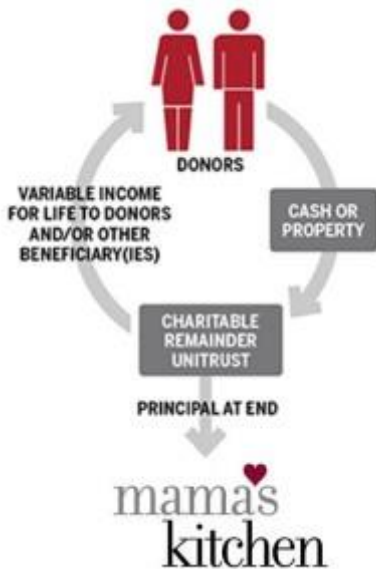 DONORS
VARIABLE INCOME
FOR LIFE TO DONORS
AND/OR OTHER
BENEFICIARY(IES)
CASH OR
PROPERTY
CHARITABLE
REMAINDER
UNITRUST
PRINCIPAL AT END
mama's
kitchen